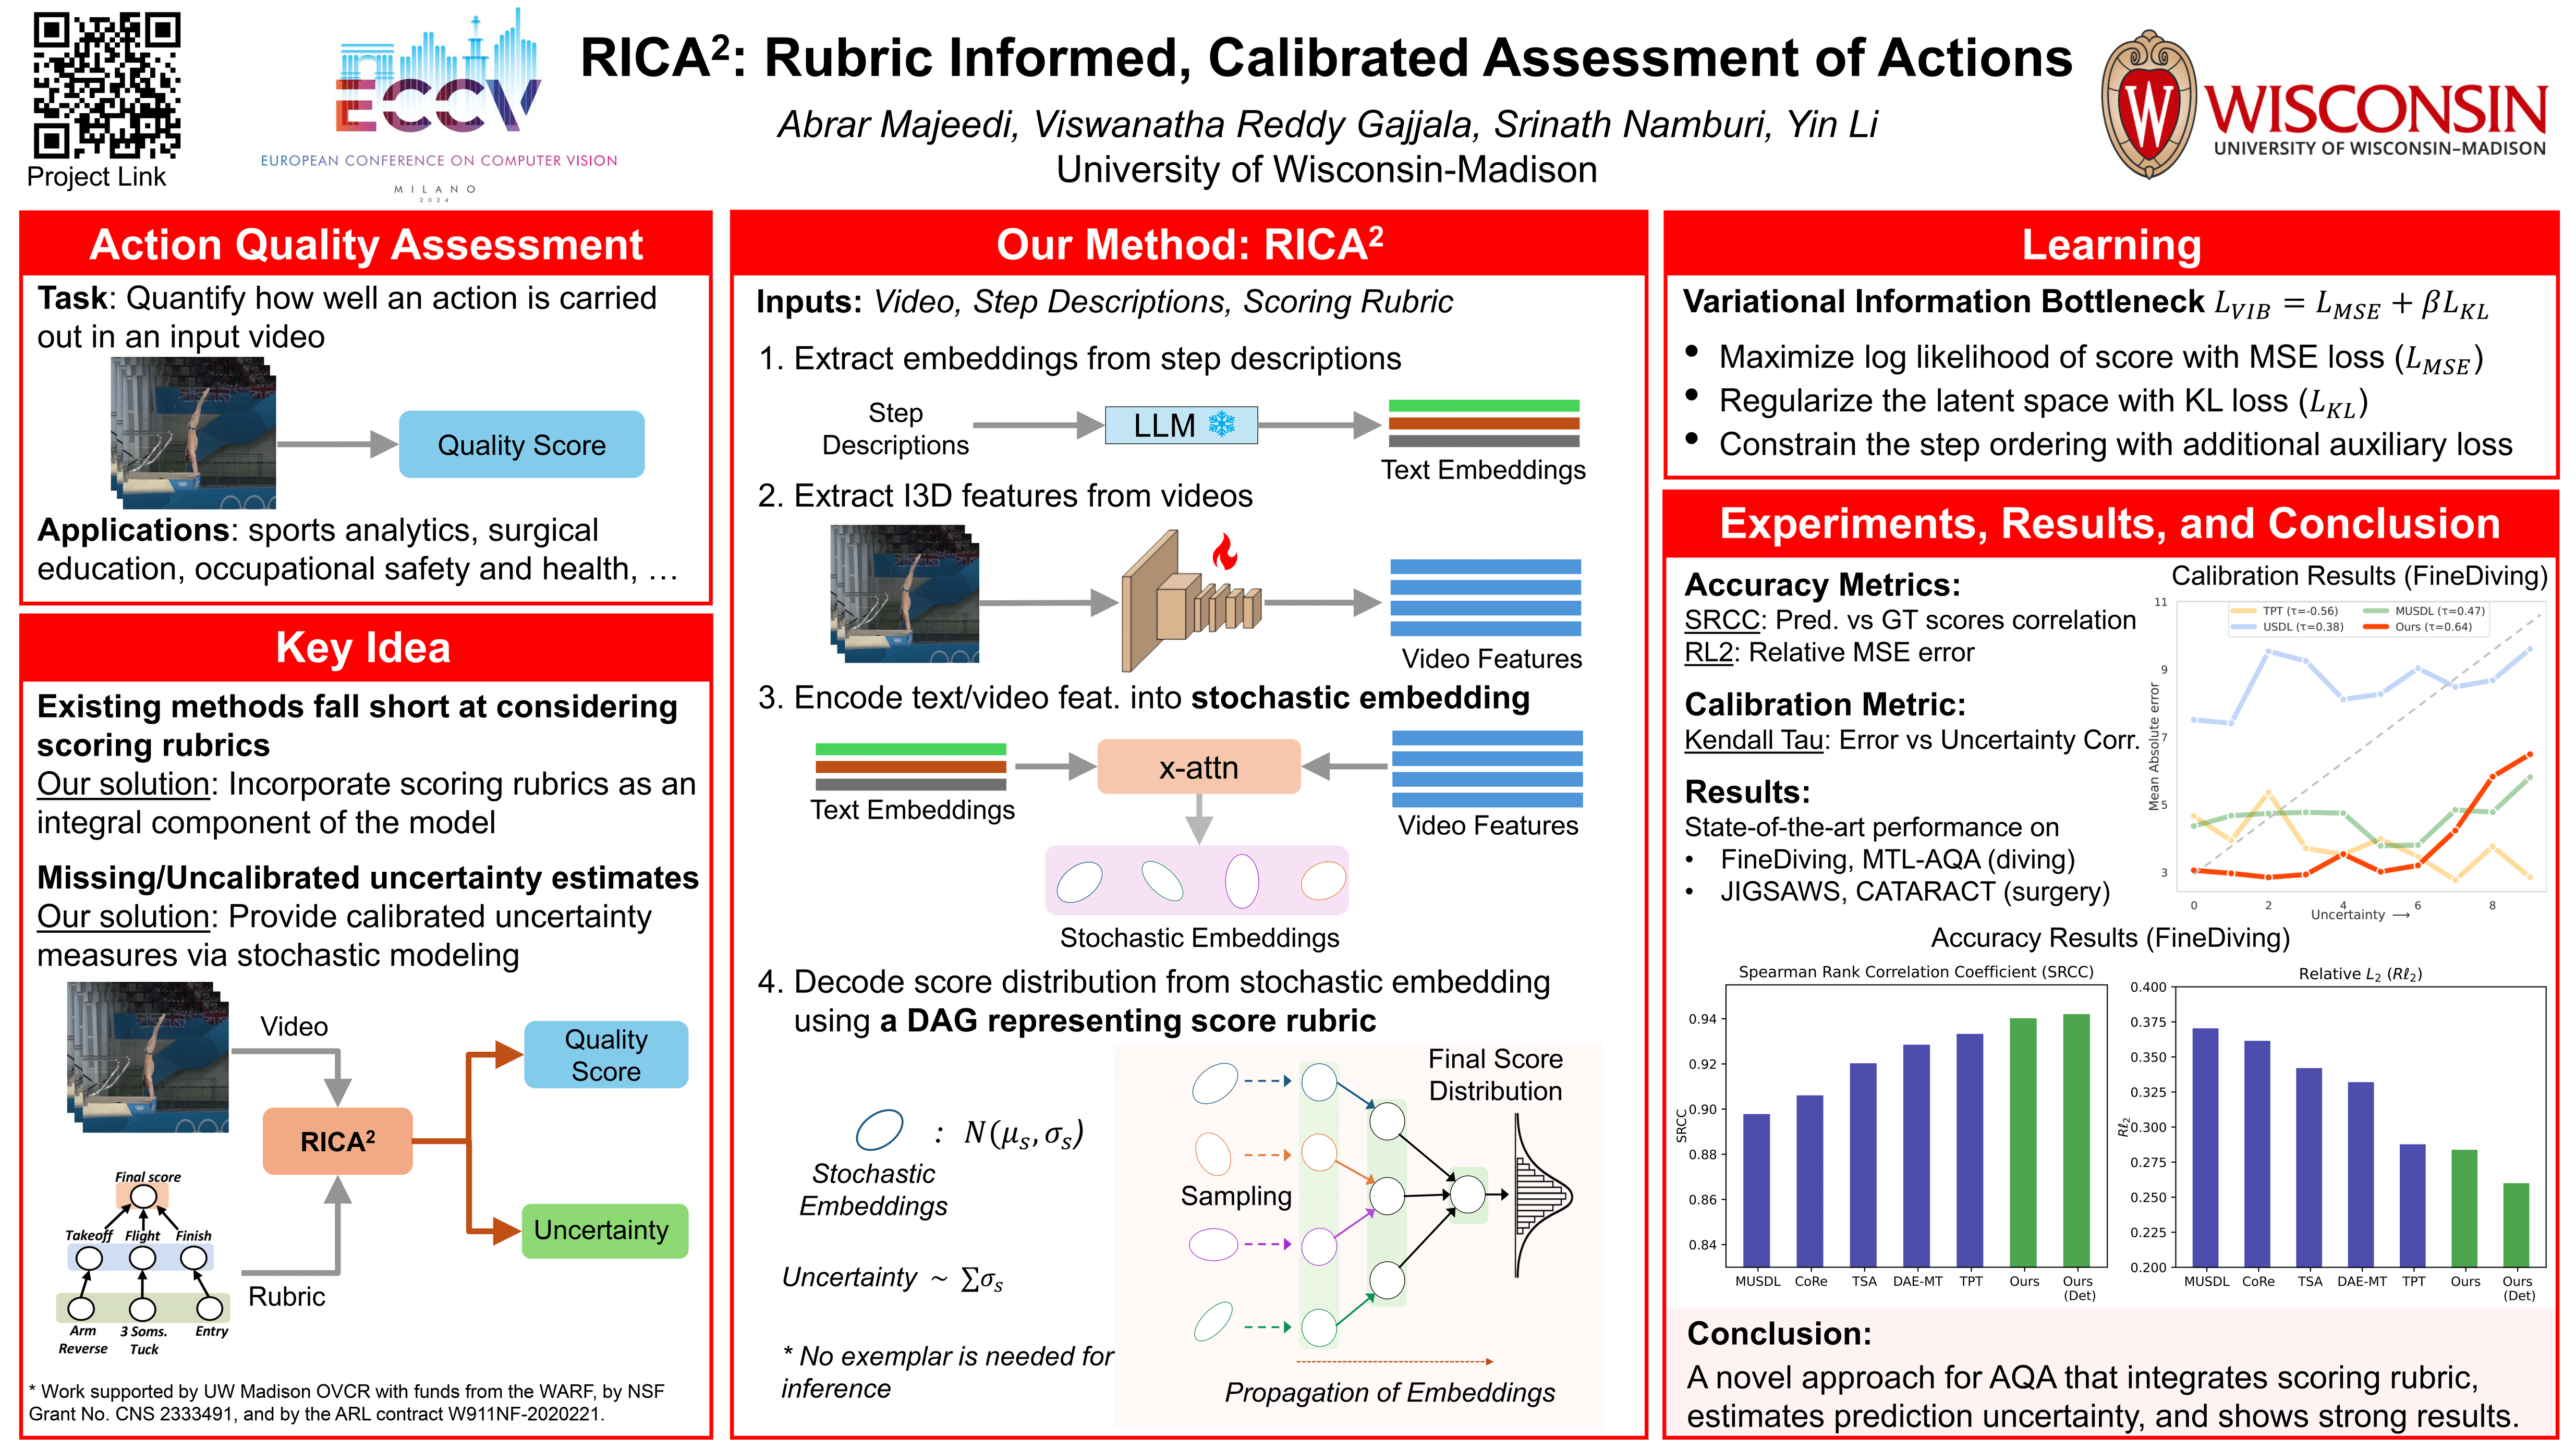 Project Link
ECCV
EUROPEAN CONFERENCE ON COMPUTER VISION
MILANO
2024
RICA²: Rubric Informed, Calibrated Assessment of Actions
Abrar Majeedi, Viswanatha Reddy Gajjala, Srinath Namburi, Yin Li
University of Wisconsin-Madison
W
WISCONSIN
UNIVERSITY OF WISCONSIN–MADISON
Action Quality Assessment
Task: Quantify how well an action is carried
out in an input video
Quality Score
Applications: sports analytics, surgical
education, occupational safety and health, …
Key Idea
Existing methods fall short at considering
scoring rubrics
Our solution: Incorporate scoring rubrics as an
integral component of the model
Missing/Uncalibrated uncertainty estimates
Our solution: Provide calibrated uncertainty
measures via stochastic modeling
Video
Quality
Score
RICA²
Uncertainty
Rubric
Final score
Takeoff Flight Finish
Arm
Reverse
3 Soms.
Tuck
Entry
* Work supported by UW Madison OVCR with funds from the WARF, by NSF
Grant No. CNS 2333491, and by the ARL contract W911NF-2020221.
Our Method: RICA²
Inputs: Video, Step Descriptions, Scoring Rubric
1. Extract embeddings from step descriptions
Step
Descriptions
LLM
Text Embeddings
2. Extract I3D features from videos
Video Features
3. Encode text/video feat. into stochastic embedding
Text Embeddings
x-attn
Video Features
Stochastic Embeddings
4. Decode score distribution from stochastic embedding
using a DAG representing score rubric
: N(μₛ, σₛ)
Stochastic
Embeddings
Uncertainty ~ ∑σₛ
* No exemplar is needed for
inference
Sampling
Final Score
Distribution
Propagation of Embeddings
Learning
Variational Information Bottleneck L_VIB = L_MSE + βL_KL
• Maximize log likelihood of score with MSE loss (L_MSE)
• Regularize the latent space with KL loss (L_KL)
• Constrain the step ordering with additional auxiliary loss
Experiments, Results, and Conclusion
Accuracy Metrics:
SRCC: Pred. vs GT scores correlation
RL2: Relative MSE error
Calibration Metric:
Kendall Tau: Error vs Uncertainty Corr.
Results:
State-of-the-art performance on
• FineDiving, MTL-AQA (diving)
• JIGSAWS, CATARACT (surgery)
Calibration Results (FineDiving)
TPT (τ=-0.56)
USDL (τ=0.38)
MUSDL (τ=0.47)
Ours (τ=0.64)
Mean Absolute error
11
9
7
5
3
0 2 4 6 8
Uncertainty ⟶
Accuracy Results (FineDiving)
Spearman Rank Correlation Coefficient (SRCC)
SRCC
0.94
0.92
0.90
0.88
0.86
0.84
MUSDL CoRe TSA DAE-MT TPT Ours Ours
(Det)
Relative L₂ (Rℓ₂)
Rℓ₂
0.400
0.375
0.350
0.325
0.300
0.275
0.250
0.225
0.200
MUSDL CoRe TSA DAE-MT TPT Ours Ours
(Det)
Conclusion:
A novel approach for AQA that integrates scoring rubric,
estimates prediction uncertainty, and shows strong results.